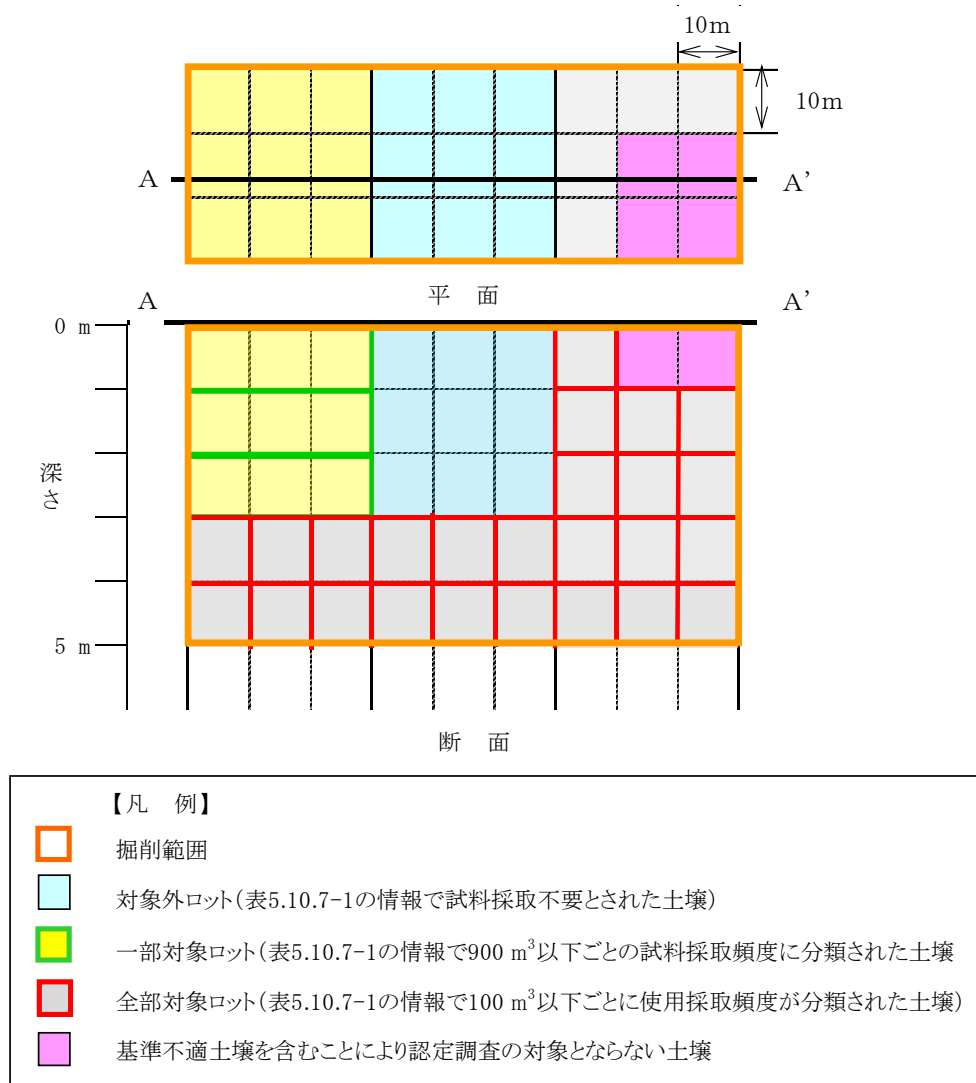 10m
10m
A A’
平 面
A A’
0 m
深さ
5 m
断 面
【凡 例】
掘削範囲
対象外ロット(表5.10.7-1の情報で試料採取不要とされた土壌)
一部対象ロット(表5.10.7-1の情報で900 m³以下ごとの試料採取頻度に分類された土壌
全部対象ロット(表5.10.7-1の情報で100 m³以下ごとに使用採取頻度が分類された土壌)
基準不適土壌を含むことにより認定調査の対象とならない土壌